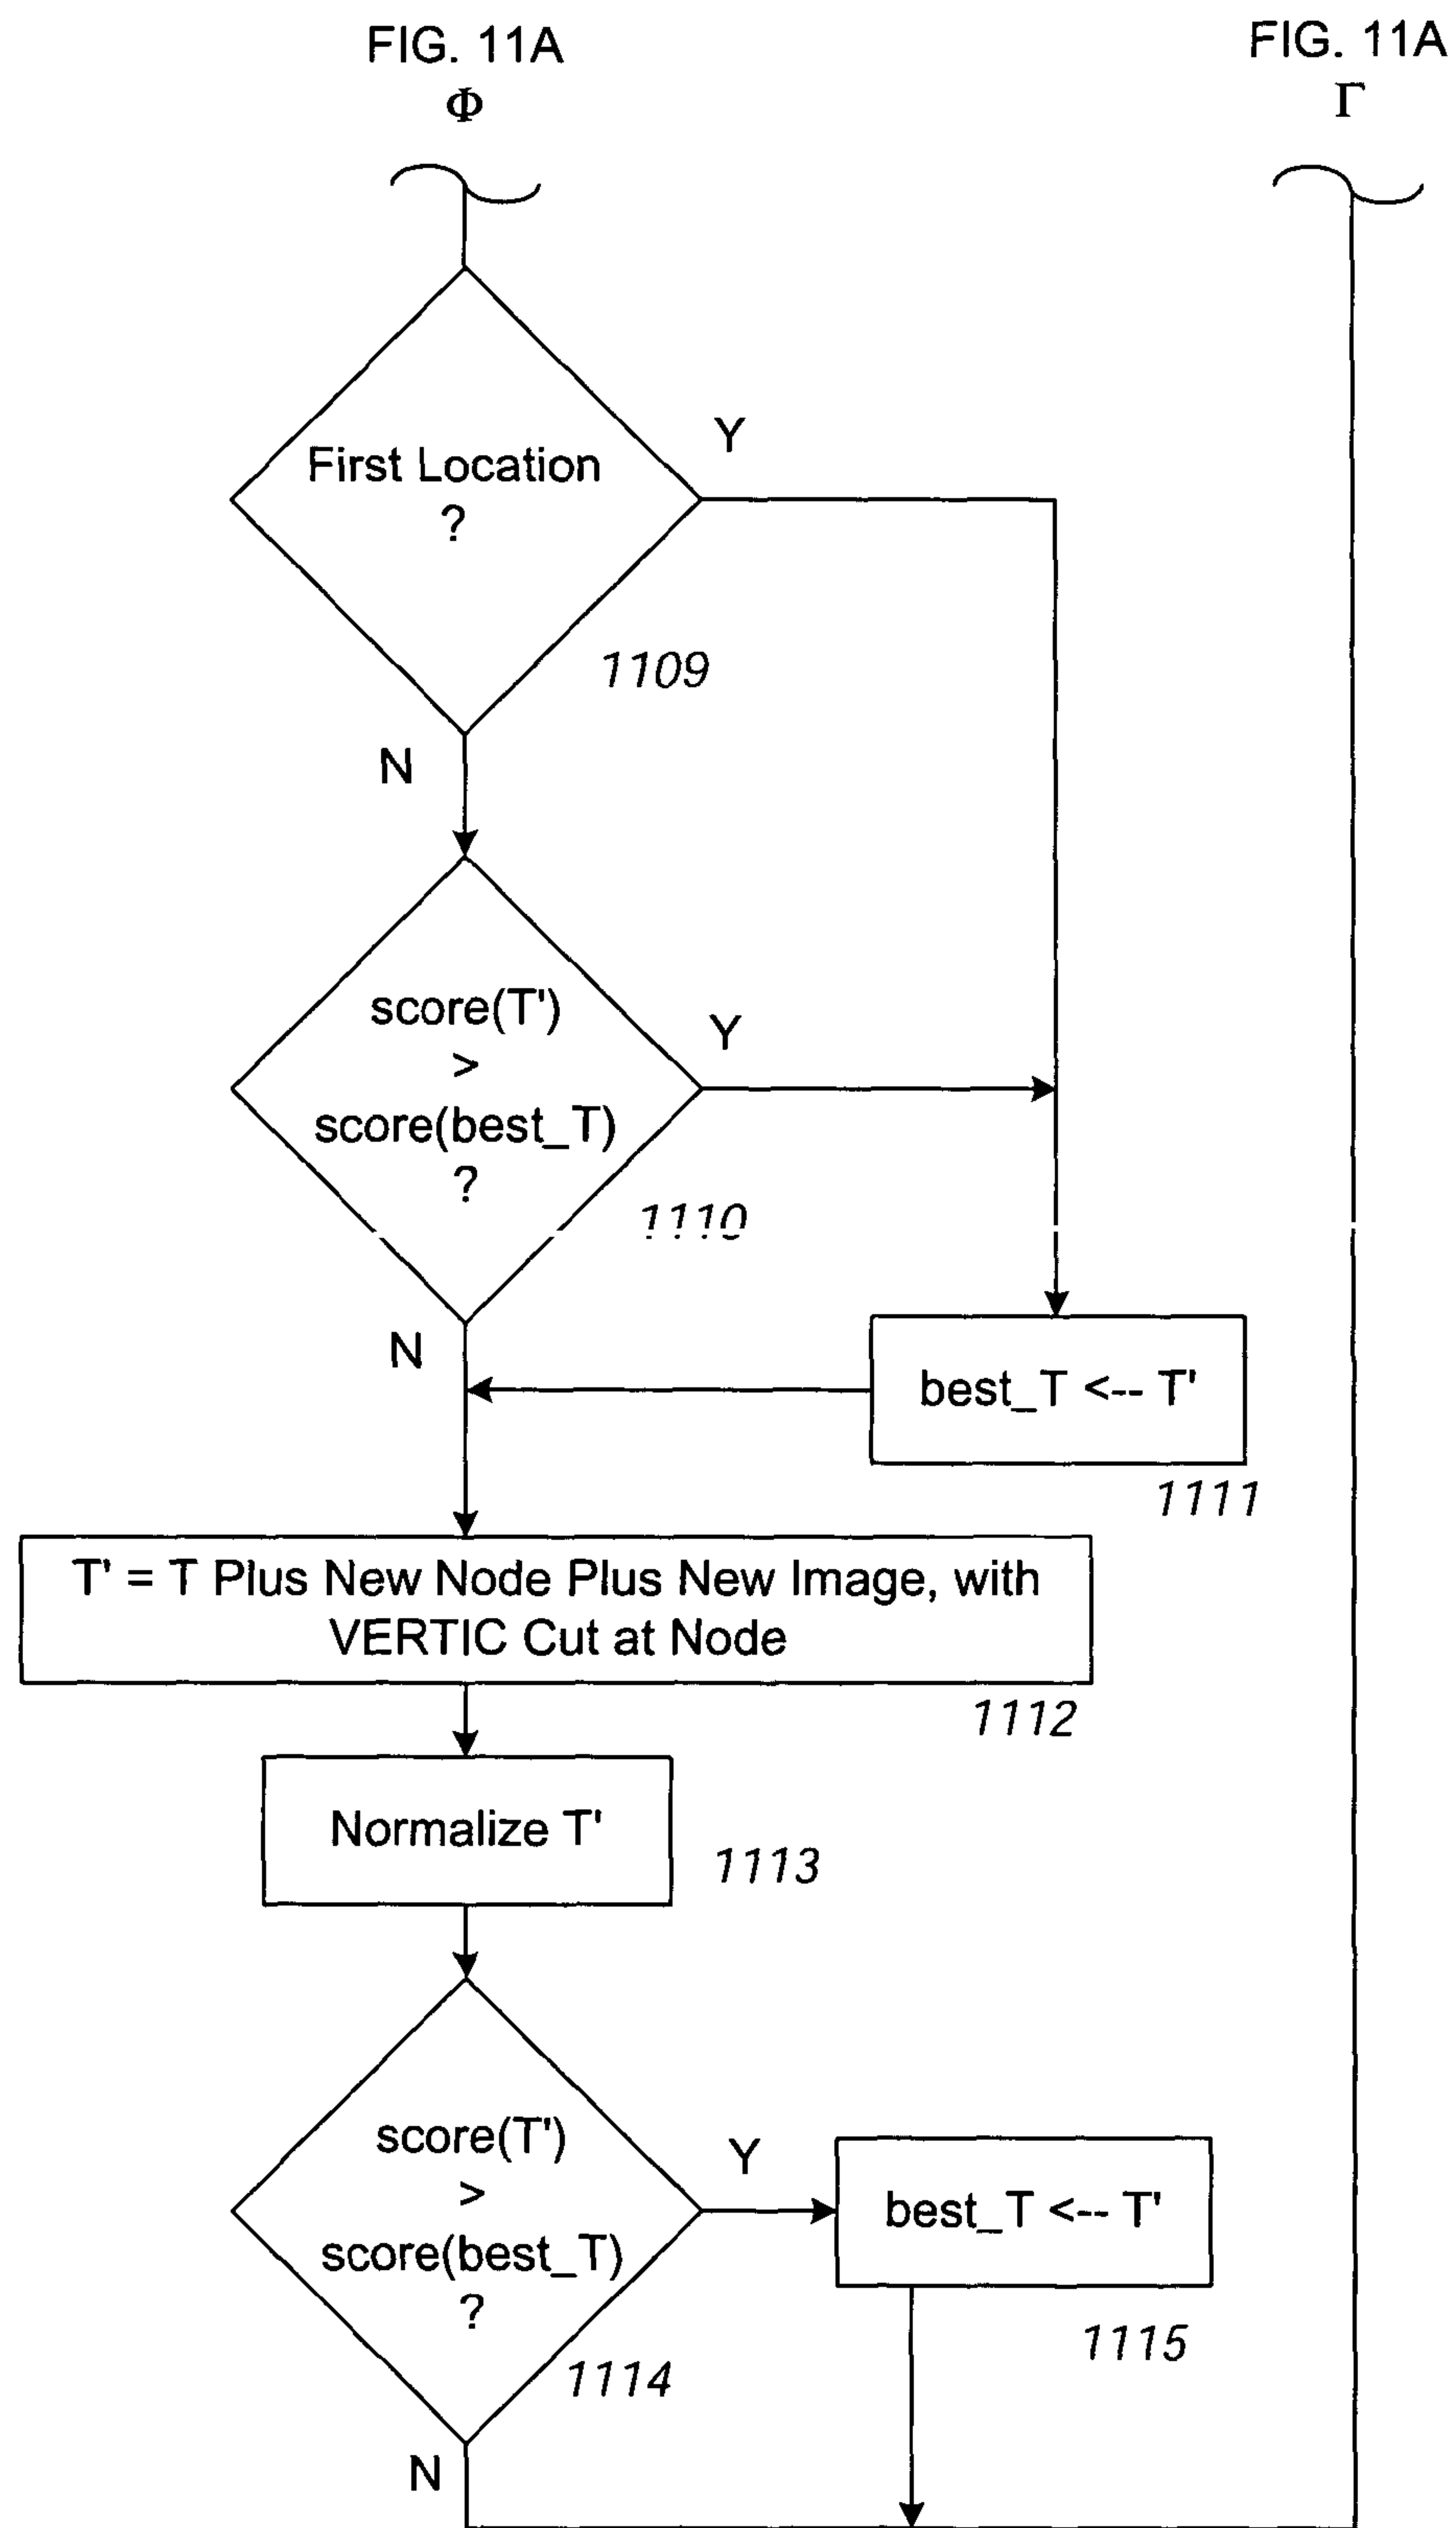 FIG. 11A
Φ
FIG. 11A
Γ
First Location
?
Y
1109
N
score(T')
>
score(best_T)
?
Y
1110
N
best_T <-- T'
1111
T' = T Plus New Node Plus New Image, with
VERTIC Cut at Node
1112
Normalize T'
1113
score(T')
>
score(best_T)
?
Y
best_T <-- T'
1115
1114
N